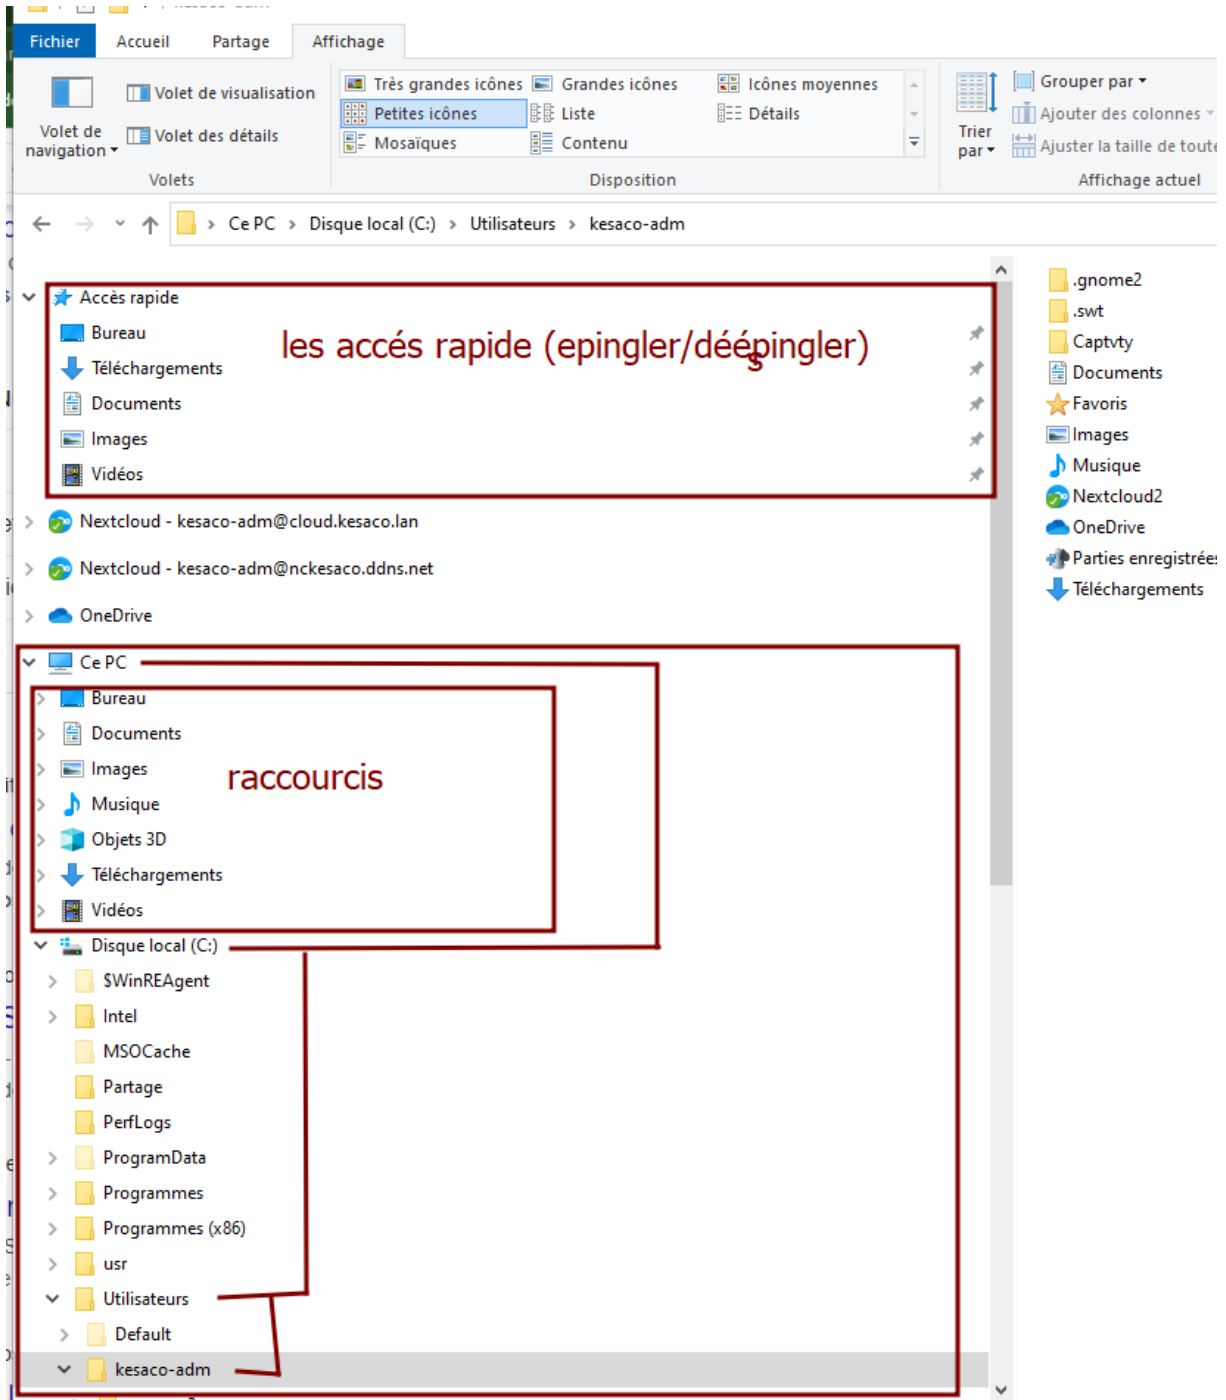 Fichier Accueil Partage Affichage
Volet de navigation
Volet de visualisation
Volet des détails
Volets
Très grandes icônes Grandes icônes Icônes moyennes
Petites icônes Liste Détails
Mosaïques Contenu
Disposition
Trier par
Grouper par
Ajouter des colonnes
Ajuster la taille de toute
Affichage actuel
Ce PC Disque local (C:) Utilisateurs kesaco-adm
Accès rapide
Bureau
Téléchargements
Documents
Images
Vidéos
les accés rapide (epingler/déépingler)
s
Nextcloud - kesaco-adm@cloud.kesaco.lan
Nextcloud - kesaco-adm@nckesaco.ddns.net
OneDrive
Ce PC
Bureau
Documents
Images
Musique
Objets 3D
Téléchargements
Vidéos
raccourcis
Disque local (C:)
$WinREAgent
Intel
MSOCache
Partage
PerfLogs
ProgramData
Programmes
Programmes (x86)
usr
Utilisateurs
Default
kesaco-adm
.gnome2
.swt
Captvty
Documents
Favoris
Images
Musique
Nextcloud2
OneDrive
Parties enregistrées
Téléchargements